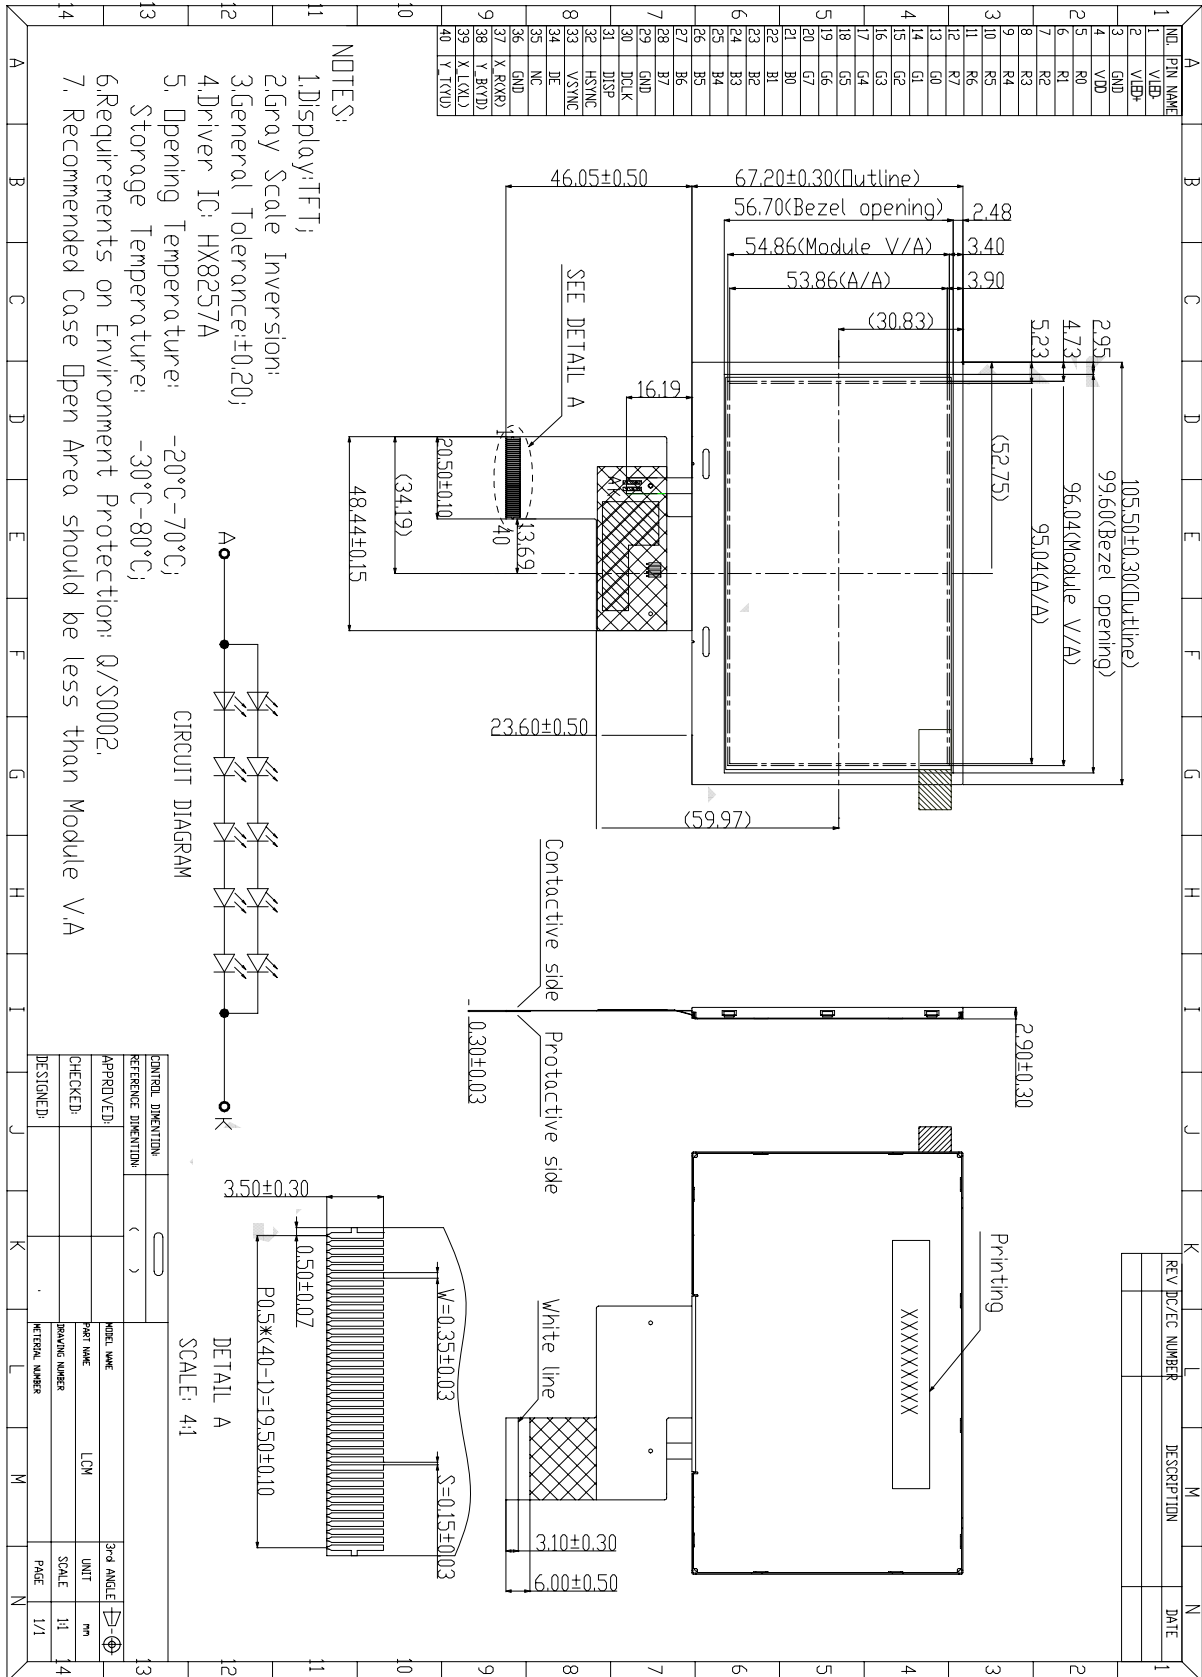 A B C D E F G H I J K L M N
1 2 3 4 5 6 7 8 9 10 11 12 13 14
NO. PIN NAME
1 VLED-
2 VLED+
3 GND
4 VDD
5 R0
6 R1
7 R2
8 R3
9 R4
10 R5
11 R6
12 R7
13 G0
14 G1
15 G2
16 G3
17 G4
18 G5
19 G6
20 G7
21 B0
22 B1
23 B2
24 B3
25 B4
26 B5
27 B6
28 B7
29 GND
30 DCLK
31 DISP
32 HSYNC
33 VSYNC
34 DE
35 NC
36 GND
37 X_R(XR)
38 Y_B(YD)
39 X_L(XL)
40 Y_T(YU)
REV DC/EC NUMBER DESCRIPTION DATE
105.50±0.30(Outline)
99.60(Bezel opening)
96.04(Module V/A)
95.04(A/A)
(52.75)
2.95
4.73
5.23
2.48
3.40
3.90
67.20±0.30(Outline)
56.70(Bezel opening)
54.86(Module V/A)
53.86(A/A)
(30.83)
46.05±0.50
16.19
(59.97)
23.60±0.50
SEE DETAIL A
1
40
13.69
20.50±0.10
(34.19)
48.44±0.15
2.90±0.30
Contactive side
Protactive side
0.30±0.03
Printing
XXXXXXXXX
White line
3.10±0.30
6.00±0.50
W=0.35±0.03
S=0.15±0.03
3.50±0.30
0.50±0.07
P0.5*(40-1)=19.50±0.10
DETAIL A
SCALE: 4:1
NOTES:
1.Display:TFT;
2.Gray Scale Inversion:
3.General Tolerance:±0.20;
4.Driver IC: HX8257A
5. Opening Temperature: -20°C-70°C;
Storage Temperature: -30°C-80°C;
6.Requirements on Environment Protection: Q/S0002.
7. Recommended Case Open Area should be less than Module V.A
A
K
CIRCUIT DIAGRAM
CONTROL DIMENTION:
REFERENCE DIMENTION: ( )
APPROVED:
CHECKED:
DESIGNED:
MODEL NAME
PART NAME LCM
DRAWING NUMBER
METERIAL NUMBER
3rd ANGLE
UNIT mm
SCALE 1:1
PAGE 1/1
A B C D E F G H I J K L M N
1 2 3 4 5 6 7 8 9 10 11 12 13 14